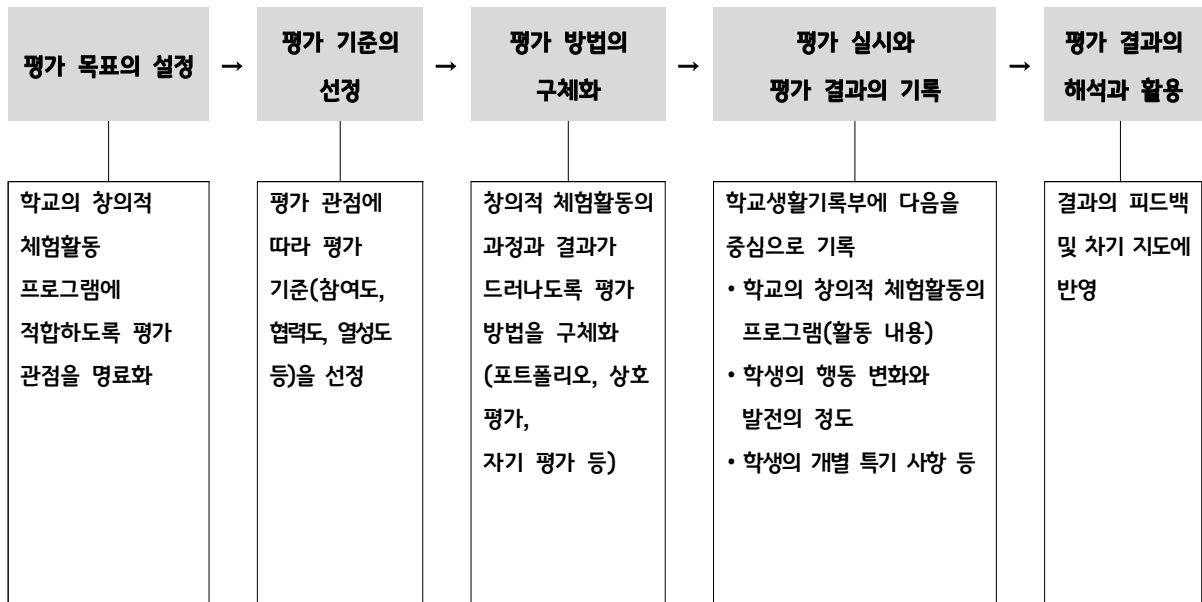 평가 목표의 설정
→
평가 기준의
선정
→
평가 방법의
구체화
→
평가 실시와
평가 결과의 기록
→
평가 결과의
해석과 활용
학교의 창의적
체험활동
프로그램에
적합하도록 평가
관점을 명료화
평가 관점에
따라 평가
기준(참여도,
협력도, 열성도
등)을 선정
창의적 체험활동의
과정과 결과가
드러나도록 평가
방법을 구체화
(포트폴리오, 상호
평가,
자기 평가 등)
학교생활기록부에 다음을
중심으로 기록
• 학교의 창의적 체험활동의
프로그램(활동 내용)
• 학생의 행동 변화와
발전의 정도
• 학생의 개별 특기 사항 등
결과의 피드백
및 차기 지도에
반영